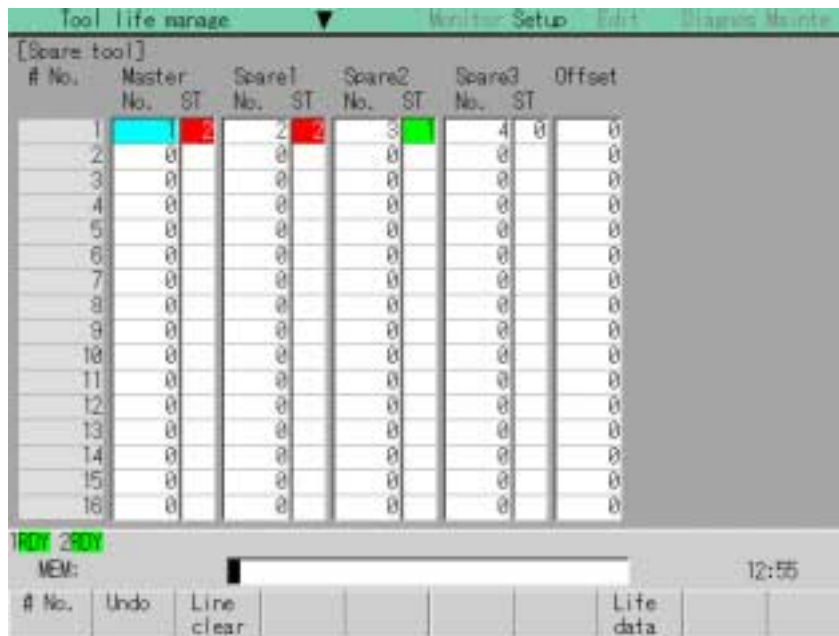 Tool life manage ▼ Monitor Setup Edit Diagnos Mainte
[Spare tool]
# No. Master Spare1 Spare2 Spare3 Offset
No. ST No. ST No. ST No. ST
1 1 2 2 2 3 1 4 0 0
2 0 0 0 0 0
3 0 0 0 0 0
4 0 0 0 0 0
5 0 0 0 0 0
6 0 0 0 0 0
7 0 0 0 0 0
8 0 0 0 0 0
9 0 0 0 0 0
10 0 0 0 0 0
11 0 0 0 0 0
12 0 0 0 0 0
13 0 0 0 0 0
14 0 0 0 0 0
15 0 0 0 0 0
16 0 0 0 0 0
1RDY 2RDY
MEM: 12:55
# No. Undo Line clear Life data